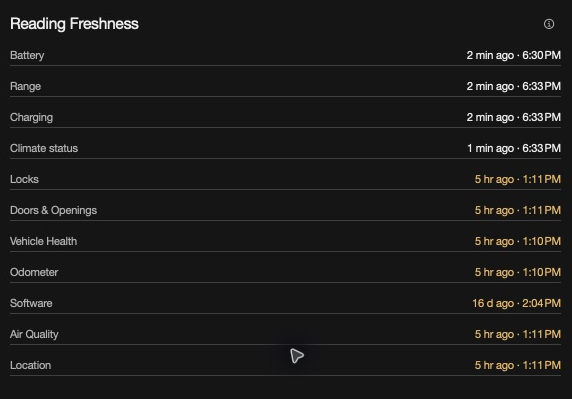 Reading Freshness
Battery 2 min ago · 6:30 PM
Range 2 min ago · 6:33 PM
Charging 2 min ago · 6:33 PM
Climate status 1 min ago · 6:33 PM
Locks 5 hr ago · 1:11 PM
Doors & Openings 5 hr ago · 1:11 PM
Vehicle Health 5 hr ago · 1:10 PM
Odometer 5 hr ago · 1:10 PM
Software 16 d ago · 2:04 PM
Air Quality 5 hr ago · 1:11 PM
Location 5 hr ago · 1:11 PM